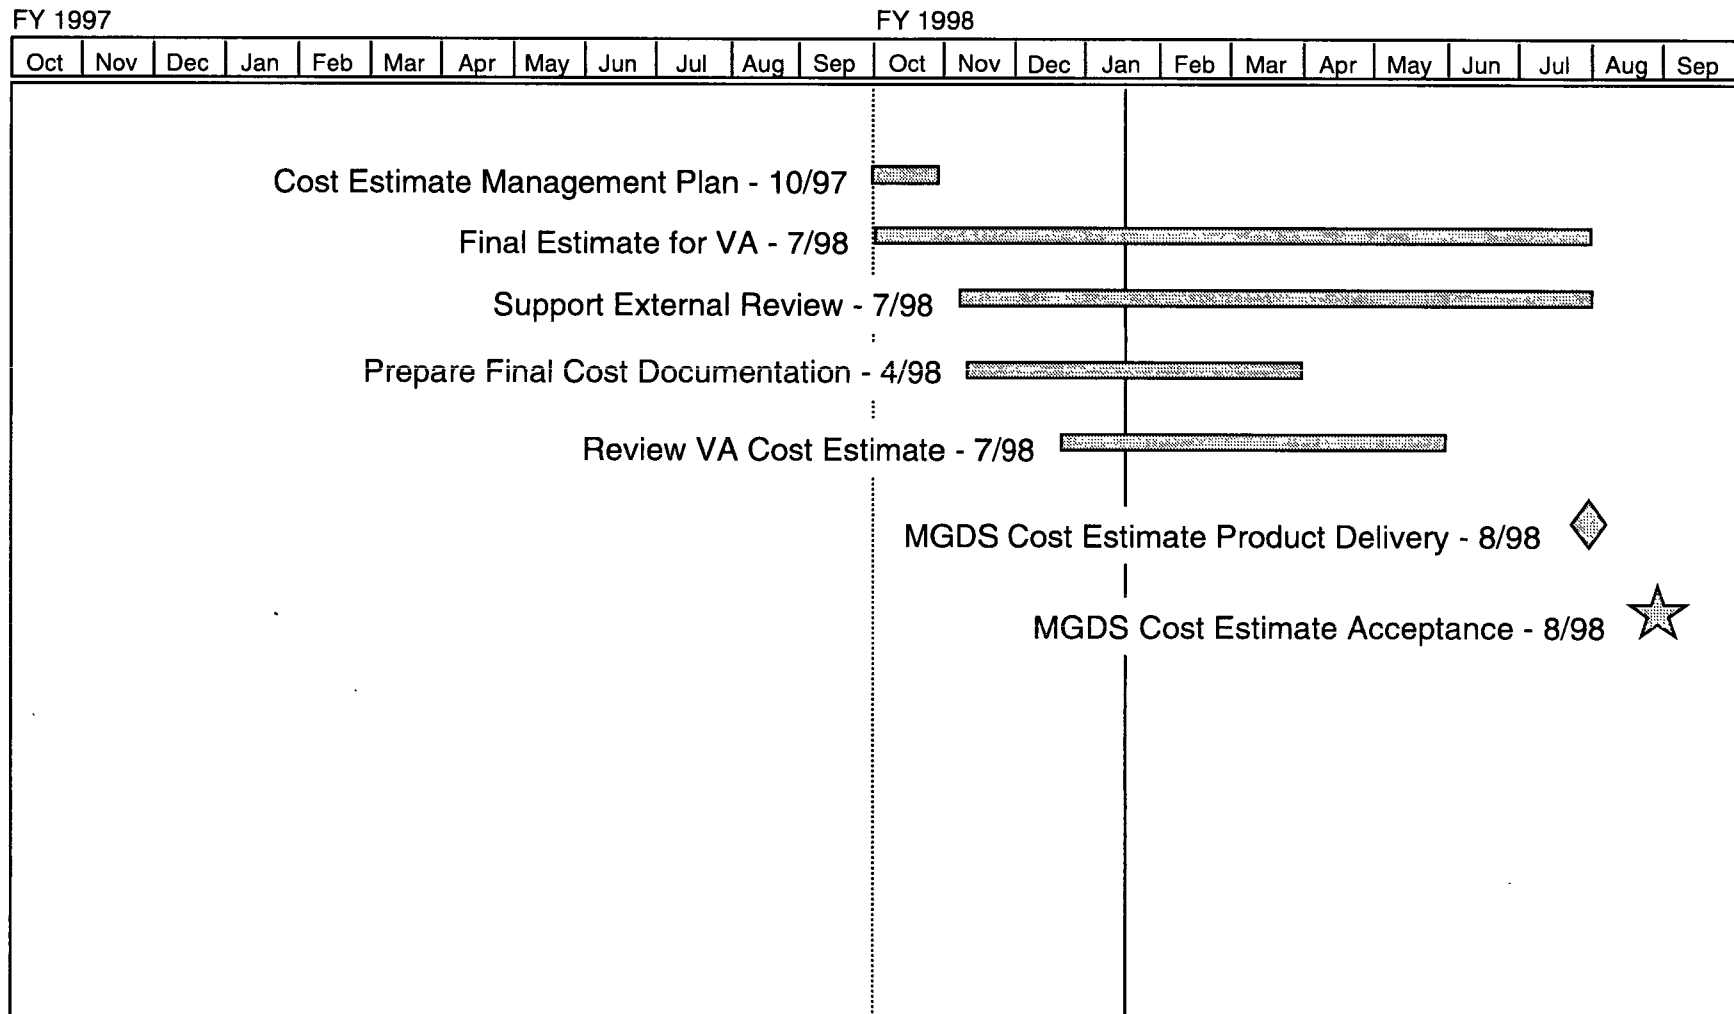 FY 1997 FY 1998
Oct Nov Dec Jan Feb Mar Apr May Jun Jul Aug Sep Oct Nov Dec Jan Feb Mar Apr May Jun Jul Aug Sep
Cost Estimate Management Plan - 10/97
Final Estimate for VA - 7/98
Support External Review - 7/98
Prepare Final Cost Documentation - 4/98
Review VA Cost Estimate - 7/98
MGDS Cost Estimate Product Delivery - 8/98
MGDS Cost Estimate Acceptance - 8/98